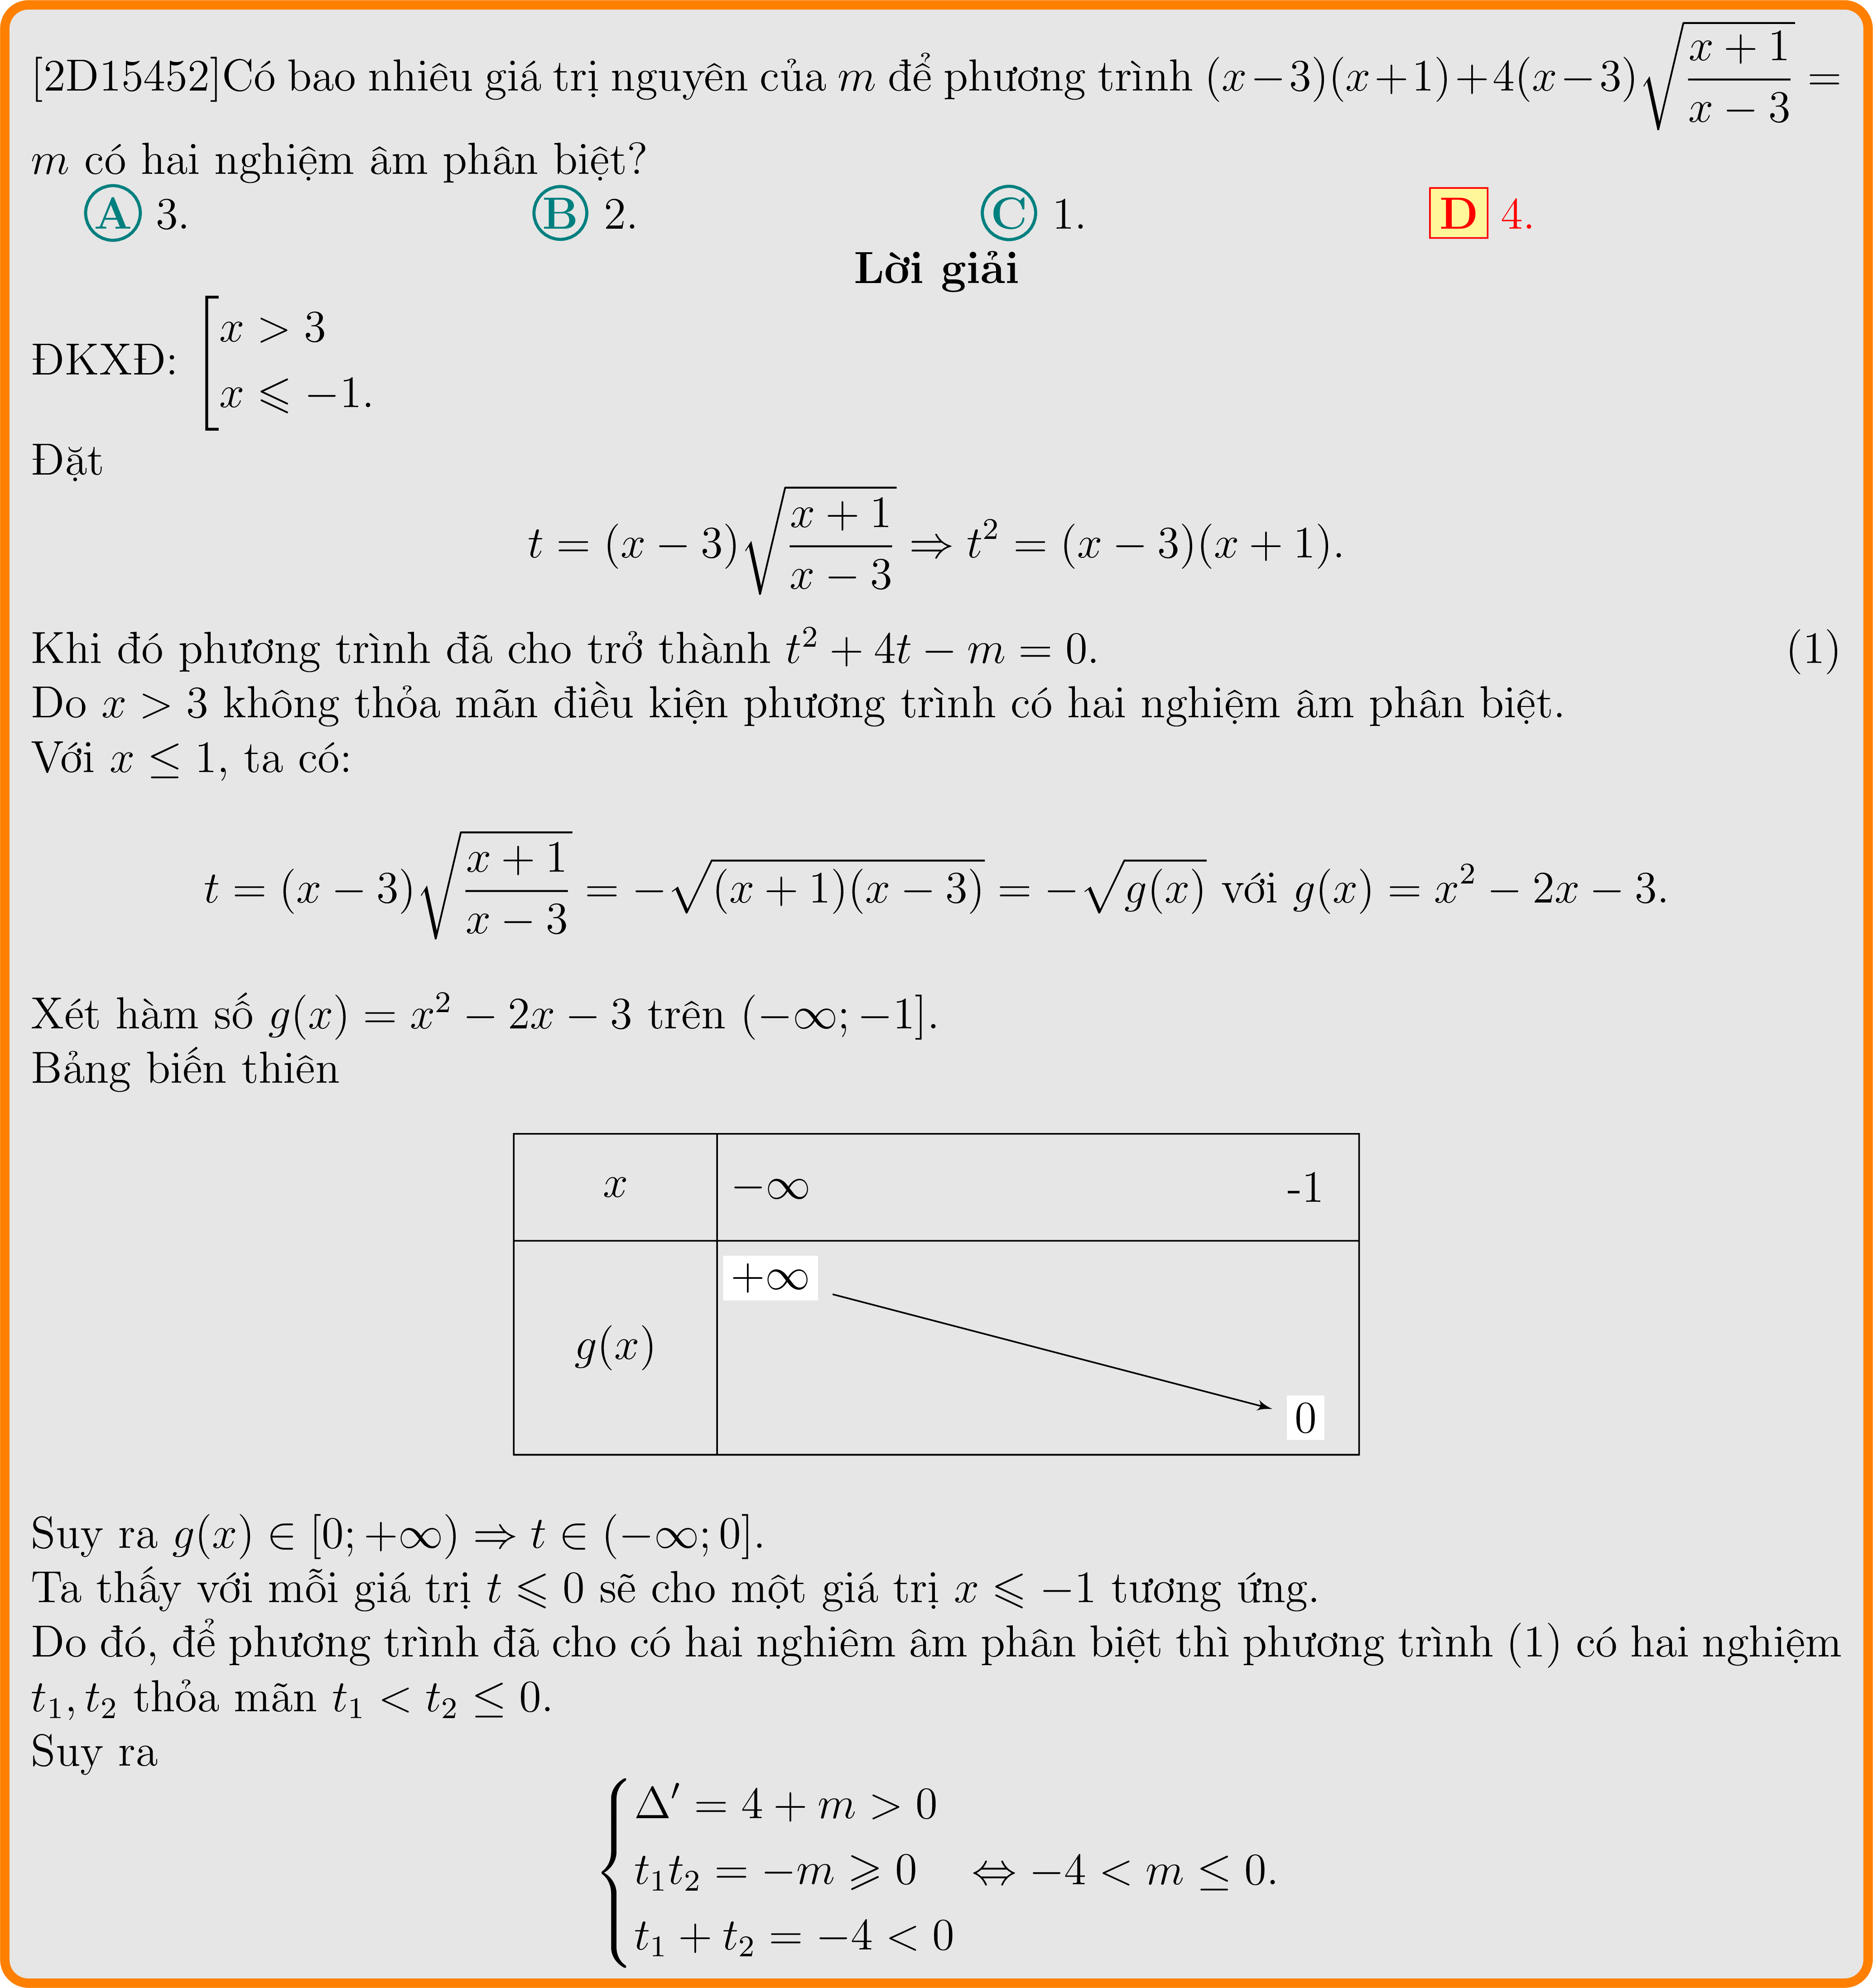 [2D15452]Có bao nhiêu giá trị nguyên của $m$ để phương trình $(x-3)(x+1)+4(x-3)\sqrt{\dfrac{x+1}{x-3}}=$
$m$ có hai nghiệm âm phân biệt?
A 3. B 2. C 1. D 4.
Lời giải
ĐKXĐ: $\left[\begin{array}{l} x > 3 \\ x \leqslant -1. \end{array}\right.$
Đặt
$t = (x-3)\sqrt{\dfrac{x+1}{x-3}} \Rightarrow t^2 = (x-3)(x+1).$
Khi đó phương trình đã cho trở thành $t^2 + 4t - m = 0.$ (1)
Do $x > 3$ không thỏa mãn điều kiện phương trình có hai nghiệm âm phân biệt.
Với $x \leq 1$, ta có:
$t = (x-3)\sqrt{\dfrac{x+1}{x-3}} = -\sqrt{(x+1)(x-3)} = -\sqrt{g(x)}$ với $g(x) = x^2 - 2x - 3.$
Xét hàm số $g(x) = x^2 - 2x - 3$ trên $(-\infty; -1].$
Bảng biến thiên
$x$ $-\infty$ -1
$+\infty$
$g(x)$
0
Suy ra $g(x) \in [0; +\infty) \Rightarrow t \in (-\infty; 0].$
Ta thấy với mỗi giá trị $t \leqslant 0$ sẽ cho một giá trị $x \leqslant -1$ tương ứng.
Do đó, để phương trình đã cho có hai nghiêm âm phân biệt thì phương trình (1) có hai nghiệm
$t_1, t_2$ thỏa mãn $t_1 < t_2 \leq 0.$
Suy ra
$\begin{cases} \Delta' = 4 + m > 0 \\ t_1 t_2 = -m \geqslant 0 \\ t_1 + t_2 = -4 < 0 \end{cases} \Leftrightarrow -4 < m \leq 0.$